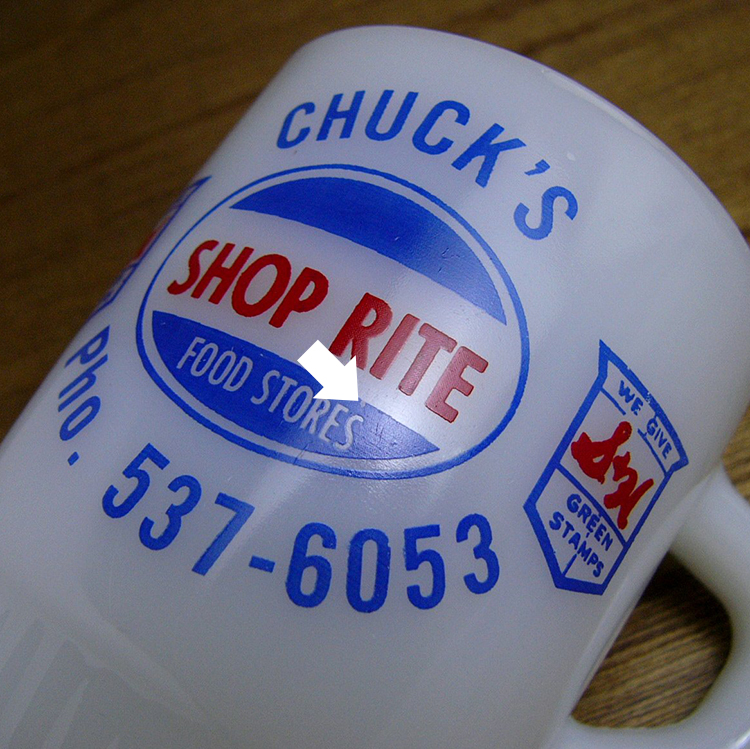 CHUCK'S
SHOP RITE
FOOD STORES
Pho. 537-6053
WE GIVE
S&H
GREEN
STAMPS